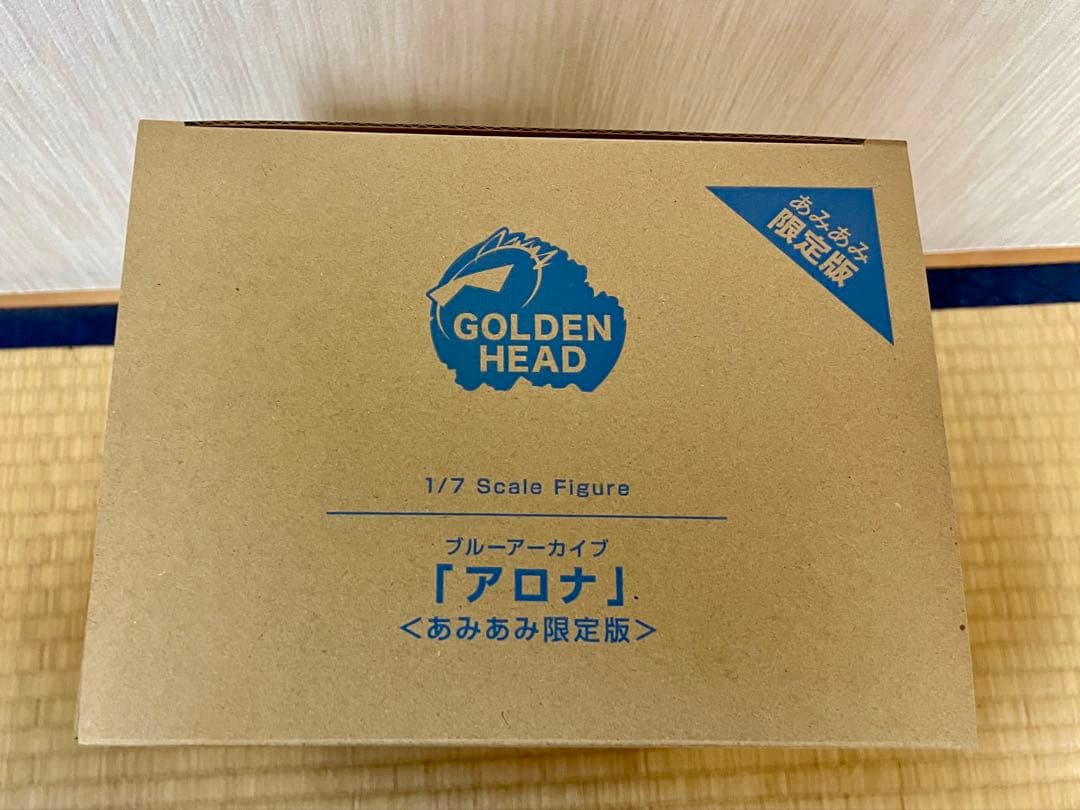 あみあみ
限定版
GOLDEN
HEAD
1/7 Scale Figure
ブルーアーカイブ
「アロナ」
＜あみあみ限定版＞